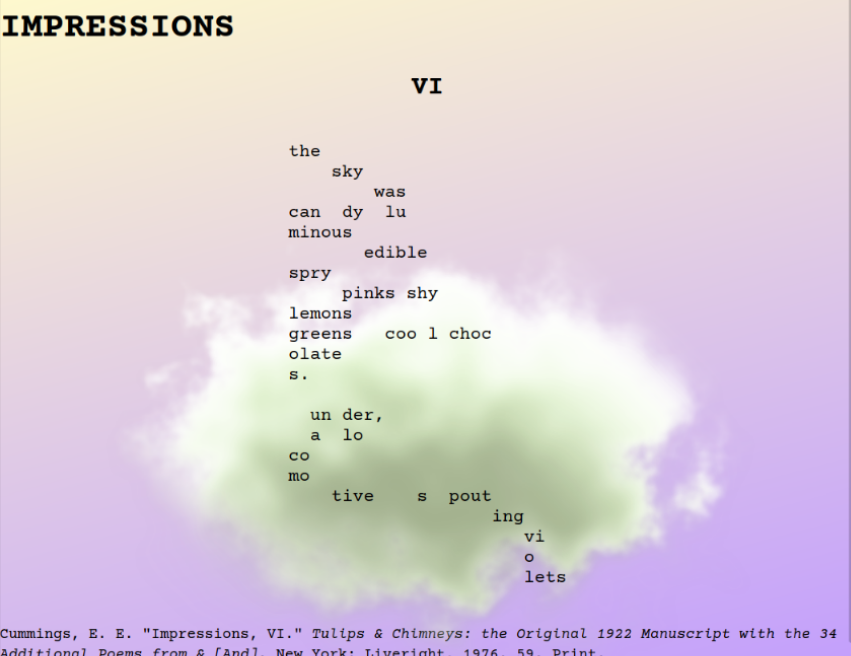 IMPRESSIONS
VI
the
sky
was
can dy lu
minous
edible
spry
pinks shy
lemons
greens coo l choc
olate
s.
un der,
a lo
co
mo
tive s pout
ing
vi
o
lets
Cummings, E. E. "Impressions, VI." Tulips & Chimneys: the Original 1922 Manuscript with the 34
Additional Poems from & [And]. New York: Liveright, 1976. 59. Print.